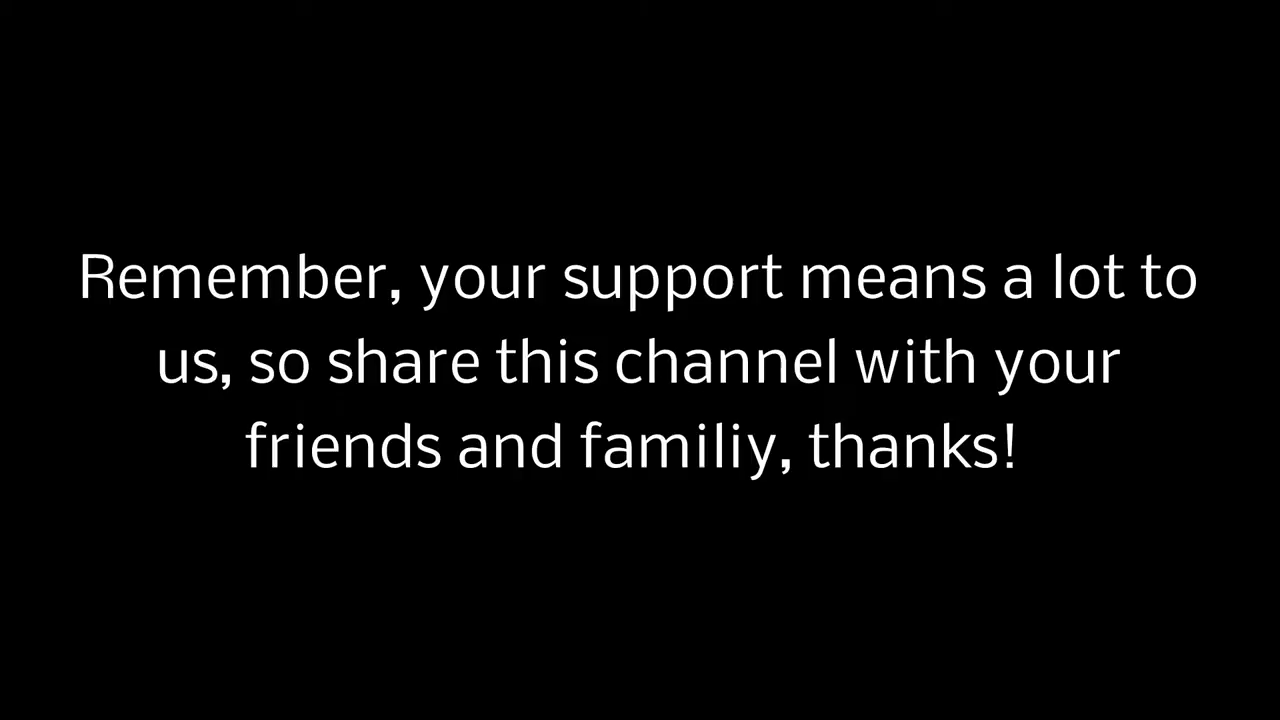 Remember, your support means a lot to
us, so share this channel with your
friends and familiy, thanks!